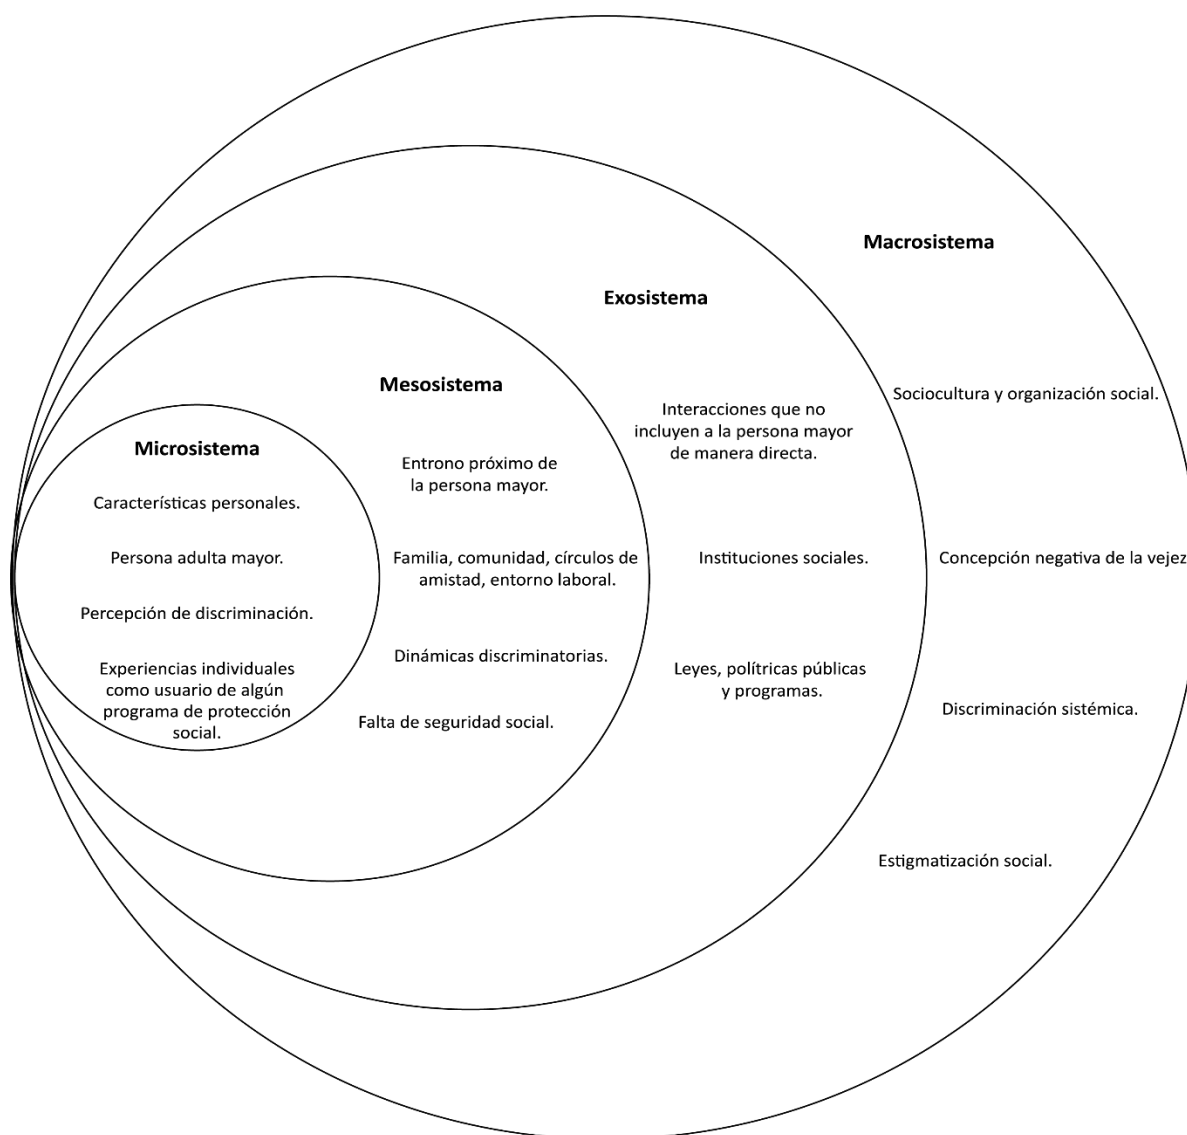 Microsistema
Características personales.
Persona adulta mayor.
Percepción de discriminación.
Experiencias individuales
como usuario de algún
programa de protección
social.
Mesosistema
Entrono próximo de
la persona mayor.
Familia, comunidad, círculos de
amistad, entorno laboral.
Dinámicas discriminatorias.
Falta de seguridad social.
Exosistema
Interacciones que no
incluyen a la persona mayor
de manera directa.
Instituciones sociales.
Leyes, polítricas públicas
y programas.
Macrosistema
Sociocultura y organización social.
Concepción negativa de la vejez
Discriminación sistémica.
Estigmatización social.